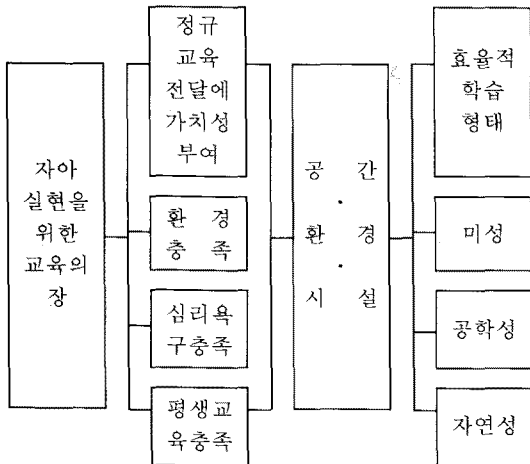 자아
실현을
위한
교육의
장
정규
교육
전달에
가치성
부여
환 경
충 족
심리욕
구충족
평생교
육충족
공 간
·
환 경
·
시 설
효율적
학습
형태
미성
공학성
자연성